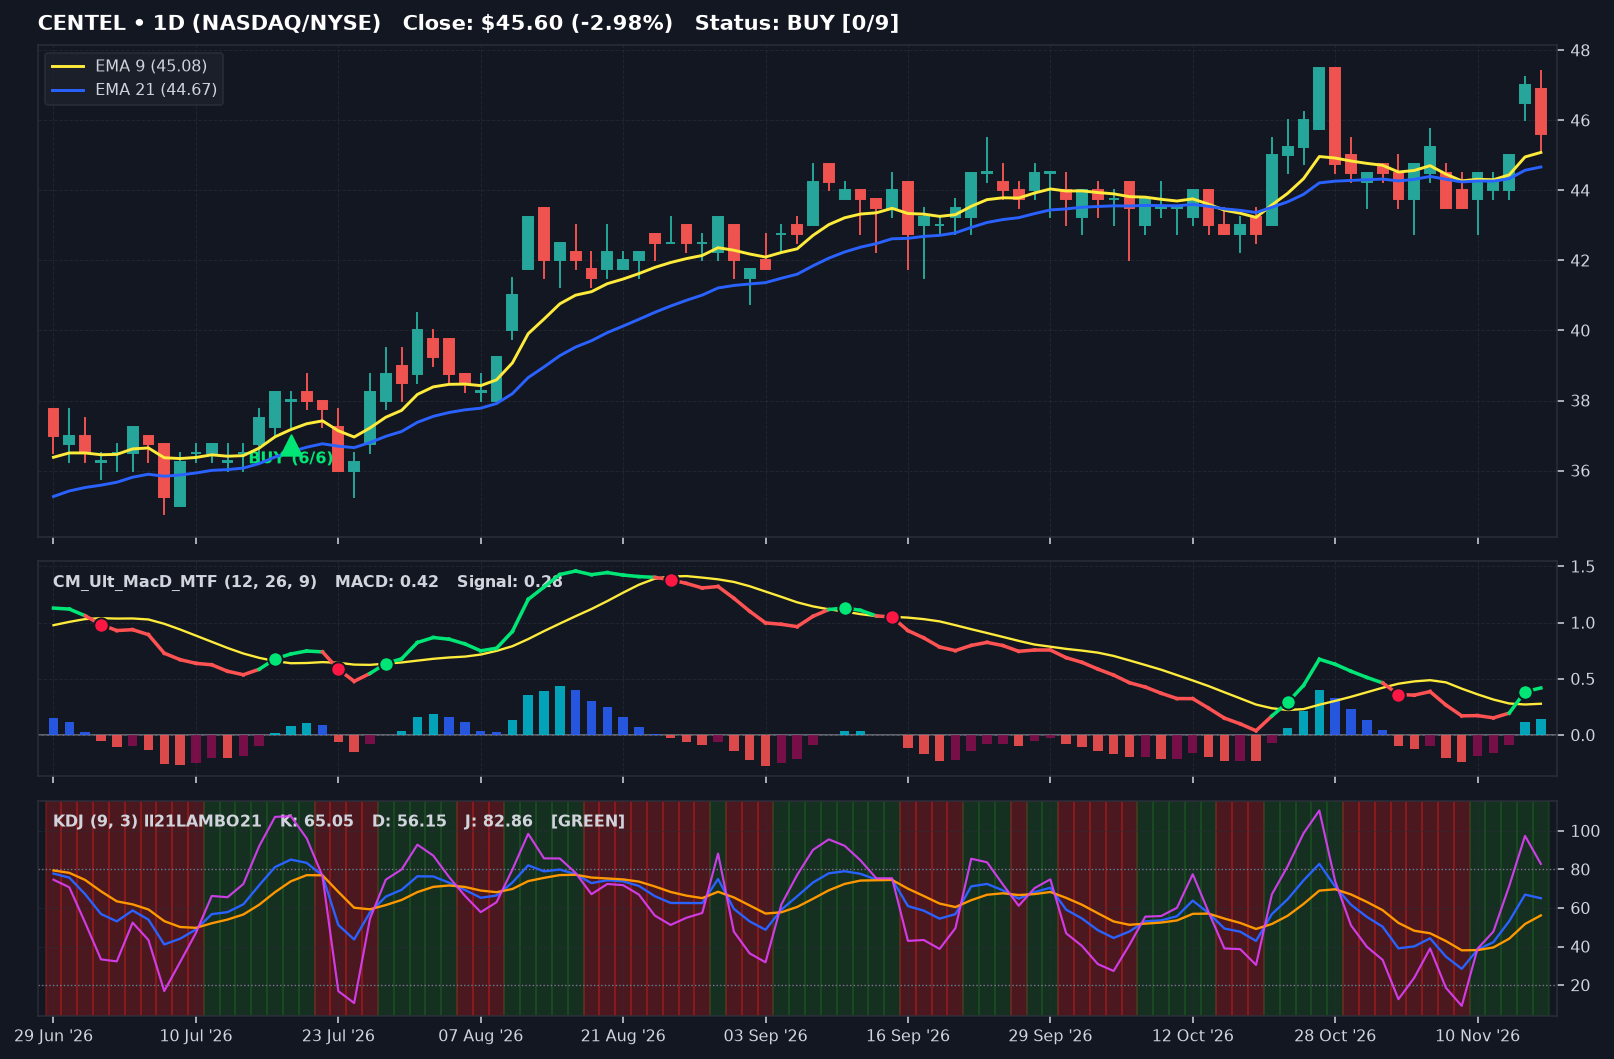 CENTEL • 1D (NASDAQ/NYSE)   Close: $45.60 (-2.98%)   Status: BUY [0/9]
EMA 9 (45.08)
EMA 21 (44.67)
48
46
44
42
40
38
36
BUY (6/6)
CM_Ult_MacD_MTF (12, 26, 9)   MACD: 0.42   Signal: 0.28
1.5
1.0
0.5
0.0
KDJ (9, 3) II21LAMBO21   K: 65.05   D: 56.15   J: 82.86   [GREEN]
100
80
60
40
20
29 Jun '26
10 Jul '26
23 Jul '26
07 Aug '26
21 Aug '26
03 Sep '26
16 Sep '26
29 Sep '26
12 Oct '26
28 Oct '26
10 Nov '26